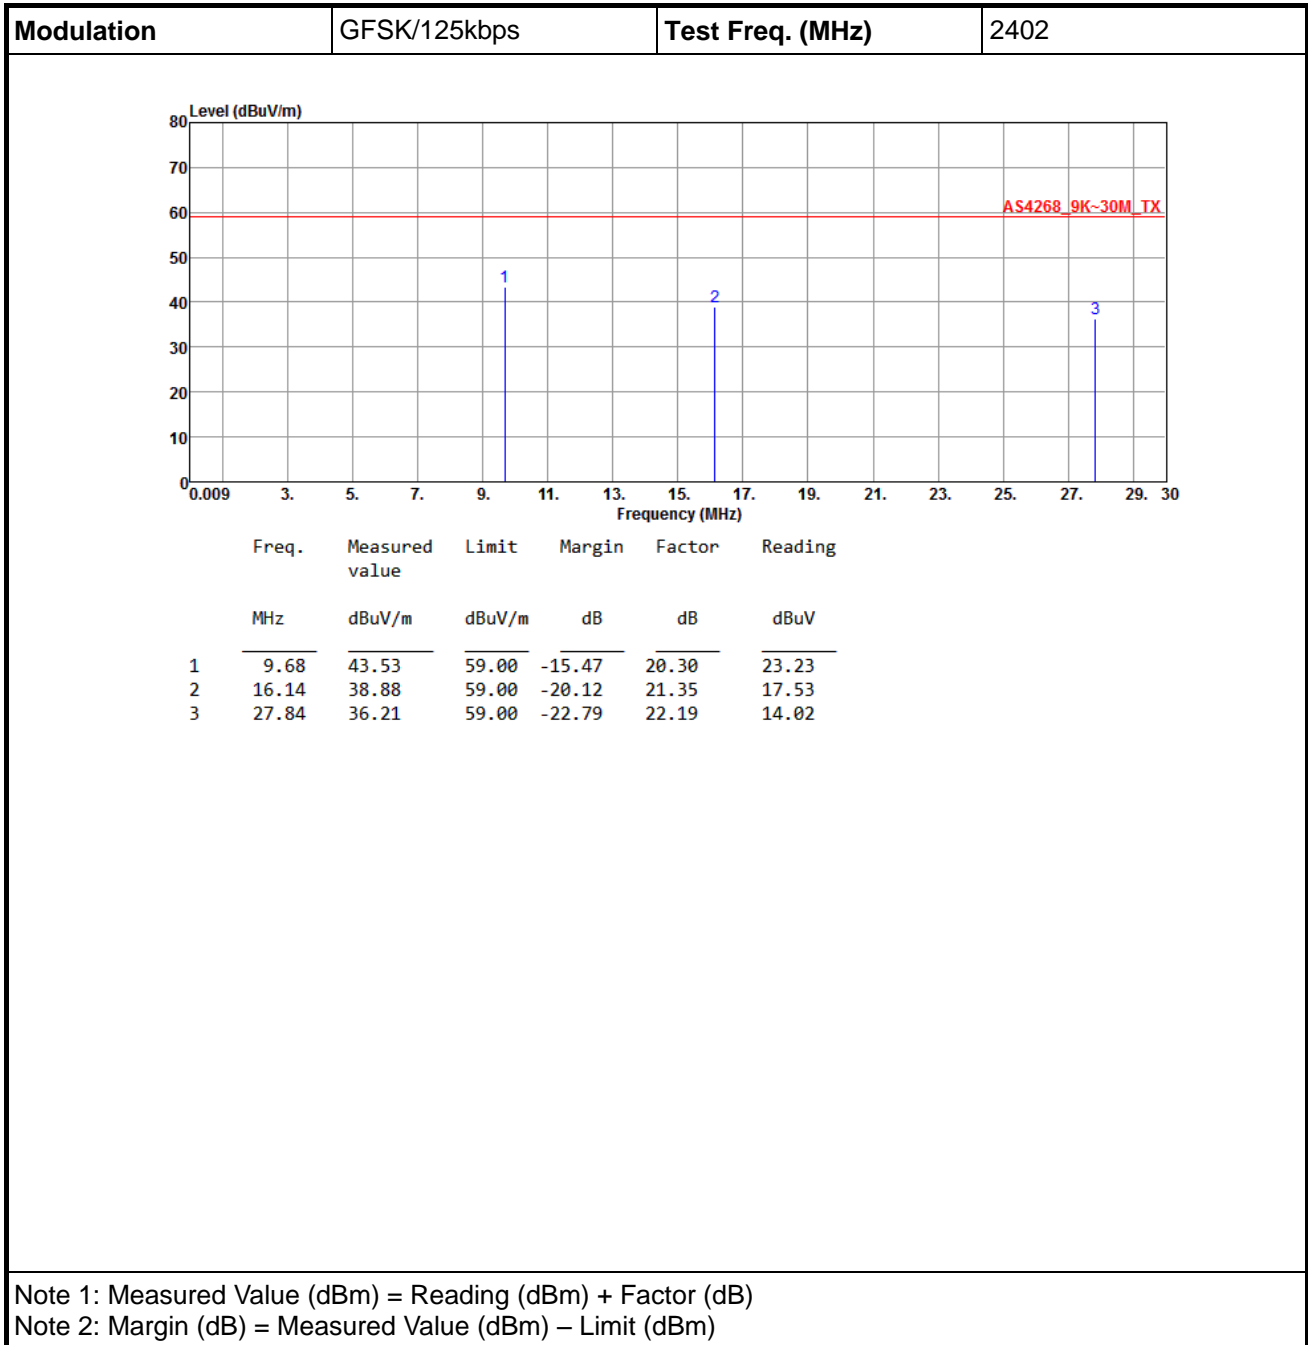 Modulation GFSK/125kbps Test Freq. (MHz) 2402
Level (dBuV/m)
80
70
60
AS4268_9K~30M_TX
50
1
40
2
3
30
20
10
0
0.009 3. 5. 7. 9. 11. 13. 15. 17. 19. 21. 23. 25. 27. 29. 30
Frequency (MHz)
Freq. Measured Limit Margin Factor Reading
value
MHz dBuV/m dBuV/m dB dB dBuV
1 9.68 43.53 59.00 -15.47 20.30 23.23
2 16.14 38.88 59.00 -20.12 21.35 17.53
3 27.84 36.21 59.00 -22.79 22.19 14.02
Note 1: Measured Value (dBm) = Reading (dBm) + Factor (dB)
Note 2: Margin (dB) = Measured Value (dBm) – Limit (dBm)